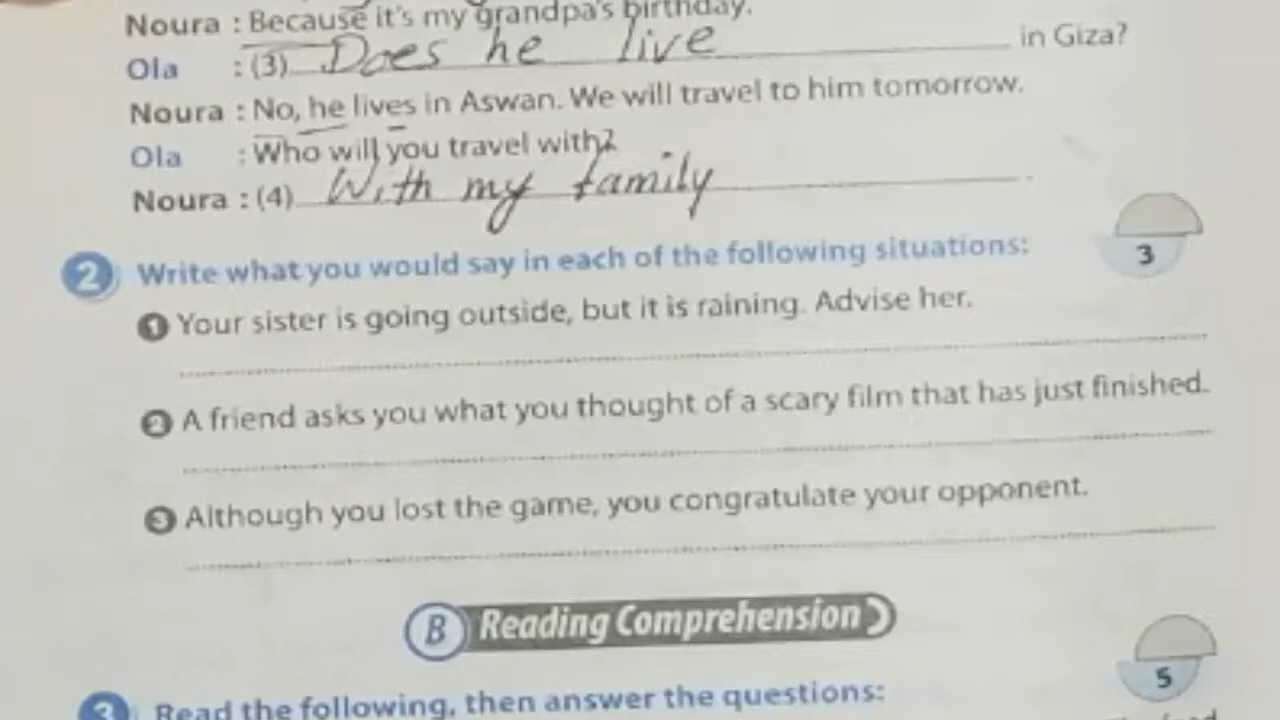 Noura : Because it's my grandpa's birthday.
Ola : (3) Does he live in Giza?
Noura : No, he lives in Aswan. We will travel to him tomorrow.
Ola : Who will you travel with?
Noura : (4) With my family .
3
2 Write what you would say in each of the following situations:
1 Your sister is going outside, but it is raining. Advise her.
2 A friend asks you what you thought of a scary film that has just finished.
3 Although you lost the game, you congratulate your opponent.
B Reading Comprehension
5
3 Read the following, then answer the questions: